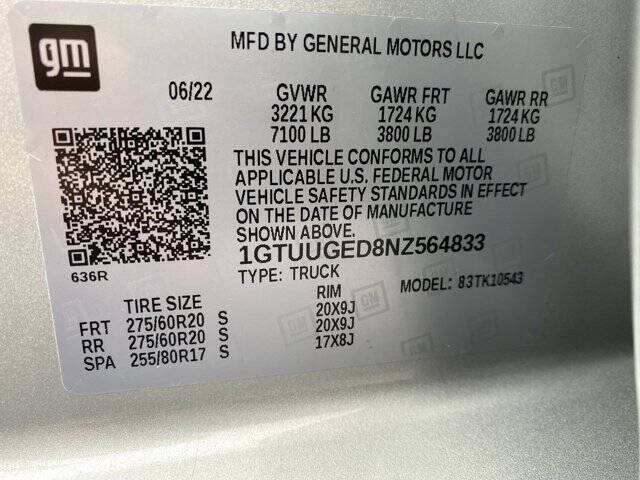 gm
MFD BY GENERAL MOTORS LLC
06/22 GVWR GAWR FRT GAWR RR
3221 KG 1724 KG 1724 KG
7100 LB 3800 LB 3800 LB
THIS VEHICLE CONFORMS TO ALL
APPLICABLE U.S. FEDERAL MOTOR
VEHICLE SAFETY STANDARDS IN EFFECT
ON THE DATE OF MANUFACTURE
SHOWN ABOVE.
1GTUUGED8NZ564833
636R
TYPE: TRUCK
MODEL: 83TK10543
TIRE SIZE RIM
FRT 275/60R20 S 20X9J
RR 275/60R20 S 20X9J
SPA 255/80R17 S 17X8J